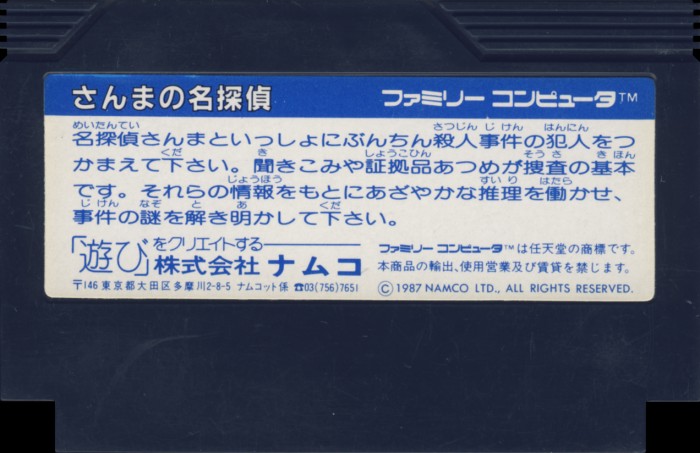 さんまの名探偵
ファミリー コンピュータ™
めいたんてい さつじん じけん はんにん
名探偵さんまといっしょにぶんちん殺人事件の犯人をつ
くだ き しょうこひん そうさ きほん
かまえて下さい。聞きこみや証拠品あつめが捜査の基本
じょうほう すいり はたら
です。それらの情報をもとにあざやかな推理を働かせ、
じけん なぞ と あ くだ
事件の謎を解き明かして下さい。
「遊び」をクリエイトする
株式会社 ナムコ
〒146 東京都大田区多摩川2-8-5 ナムコット係 ☎03(756)7651
ファミリー コンピュータ™は任天堂の商標です。
本商品の輸出、使用営業及び賃貸を禁じます。
©1987 NAMCO LTD., ALL RIGHTS RESERVED.